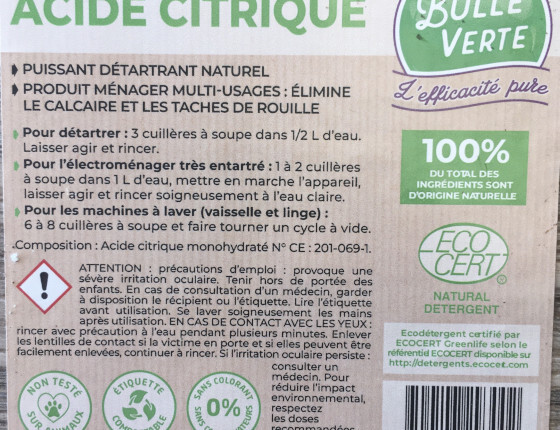 ACIDE CITRIQUE
BULLE
VERTE
L'efficacité pure
PUISSANT DÉTARTRANT NATUREL
PRODUIT MÉNAGER MULTI-USAGES : ÉLIMINE
LE CALCAIRE ET LES TACHES DE ROUILLE
Pour détartrer : 3 cuillères à soupe dans 1/2 L d'eau.
Laisser agir et rincer.
Pour l'électroménager très entartré : 1 à 2 cuillères
à soupe dans 1 L d'eau, mettre en marche l'appareil,
laisser agir et rincer soigneusement à l'eau claire.
Pour les machines à laver (vaisselle et linge) :
6 à 8 cuillères à soupe et faire tourner un cycle à vide.
Composition : Acide citrique monohydraté N° CE : 201-069-1.
100%
DU TOTAL DES
INGRÉDIENTS SONT
D'ORIGINE NATURELLE
ECO
CERT
®
NATURAL
DETERGENT
Ecodétergent certifié par
ECOCERT Greenlife selon le
référentiel ECOCERT disponible sur
http://detergents.ecocet.com
ATTENTION : précautions d'emploi : provoque une
sévère irritation oculaire. Tenir hors de portée des
enfants. En cas de consultation d'un médecin, garder
à disposition le récipient ou l'étiquette. Lire l'étiquette
avant utilisation. Se laver soigneusement les mains
après utilisation. EN CAS DE CONTACT AVEC LES YEUX :
rincer avec précaution à l'eau pendant plusieurs minutes. Enlever
les lentilles de contact si la victime en porte et si elles peuvent être
facilement enlevées, continuer à rincer. Si l'irritation oculaire persiste :
consulter un
médecin. Pour
réduire l'impact
environnemental,
respectez
les doses
recommandées
NON TESTÉ
SUR ANIMAUX
ÉTIQUETTE
SANS COLORANT
0%